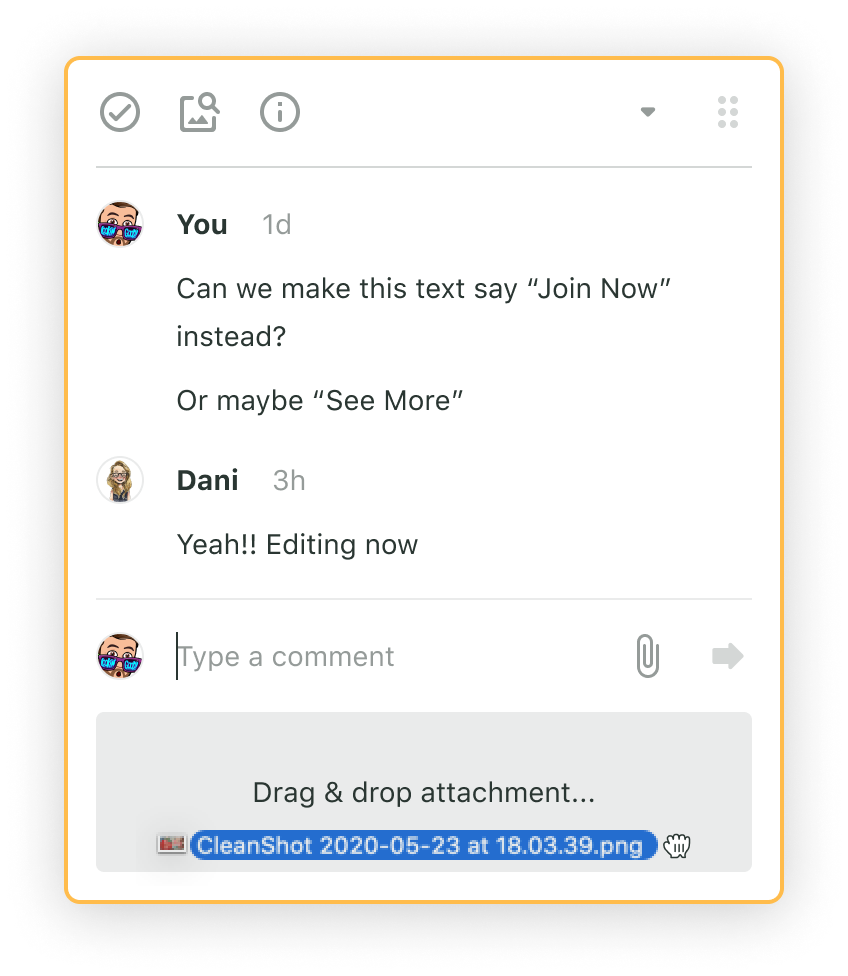 You 1d
Can we make this text say “Join Now”
instead?
Or maybe “See More”
Dani 3h
Yeah!! Editing now
Type a comment
Drag & drop attachment...
CleanShot 2020-05-23 at 18.03.39.png